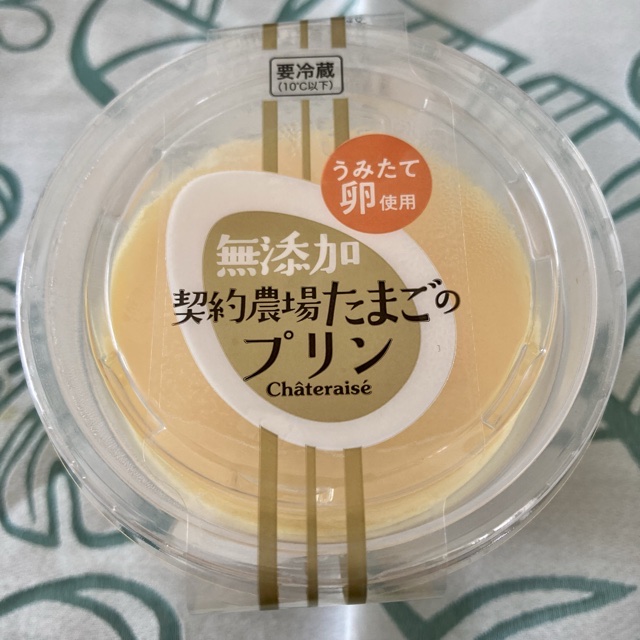 要冷蔵
(10℃以下)
うみたて
卵使用
無添加
契約農場たまごの
プリン
Châteraisé